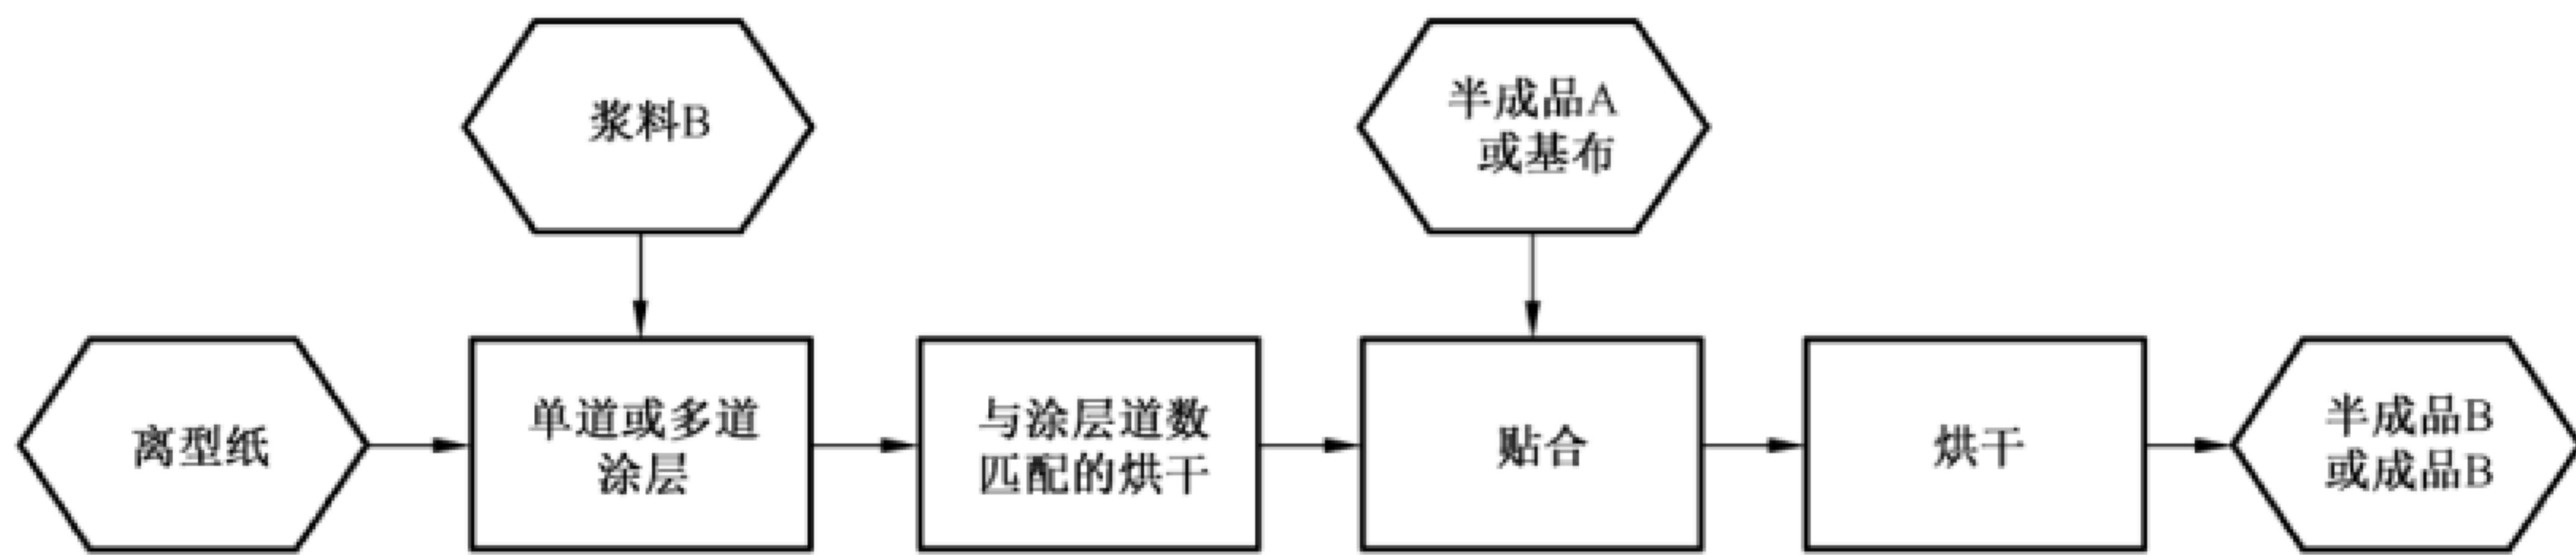 浆料B
半成品A
或基布
离型纸
单道或多道
涂层
与涂层道数
匹配的烘干
贴合
烘干
半成品B
或成品B